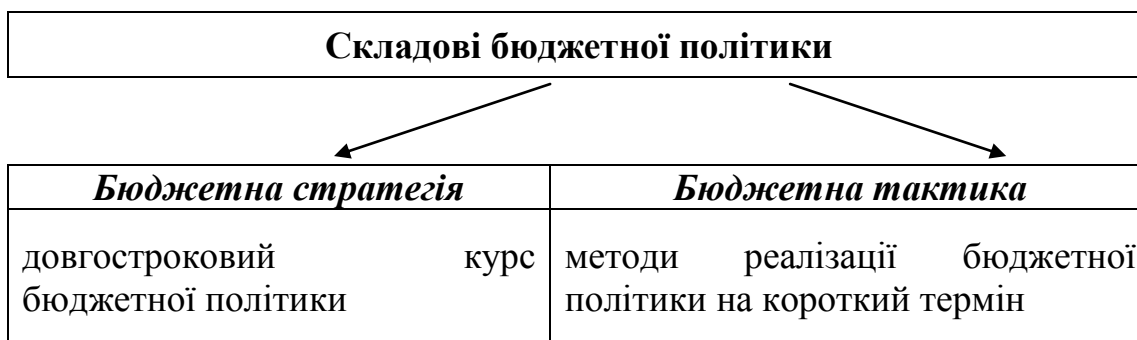 Складові бюджетної політики
Бюджетна стратегія
Бюджетна тактика
довгостроковий курс
бюджетної політики
методи реалізації бюджетної
політики на короткий термін